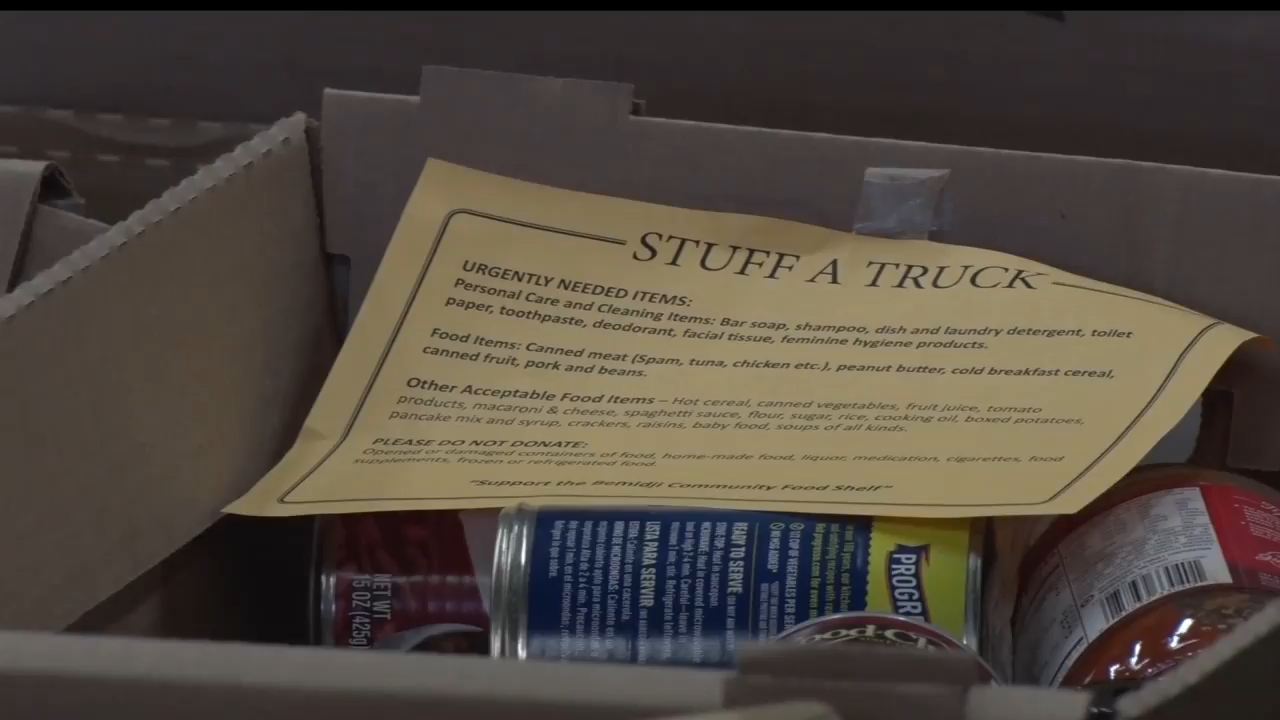 STUFF A TRUCK
URGENTLY NEEDED ITEMS:
Personal Care and Cleaning Items: Bar soap, shampoo, dish and laundry detergent, toilet
paper, toothpaste, deodorant, facial tissue, feminine hygiene products.
Food Items: Canned meat (Spam, tuna, chicken etc.), peanut butter, cold breakfast cereal,
canned fruit, pork and beans.
Other Acceptable Food Items – Hot cereal, canned vegetables, fruit juice, tomato
products, macaroni & cheese, spaghetti sauce, flour, sugar, rice, cooking oil, boxed potatoes,
pancake mix and syrup, crackers, raisins, baby food, soups of all kinds.
PLEASE DO NOT DONATE:
Opened or damaged containers of food, home-made food, liquor, medication, cigarettes, food
supplements, frozen or refrigerated food.
"Support the Bemidji Community Food Shelf"
NET WT
15 OZ (425g)
LISTA PARA SERVIR
READY TO SERVE
NO MSG ADDED*
PROGR